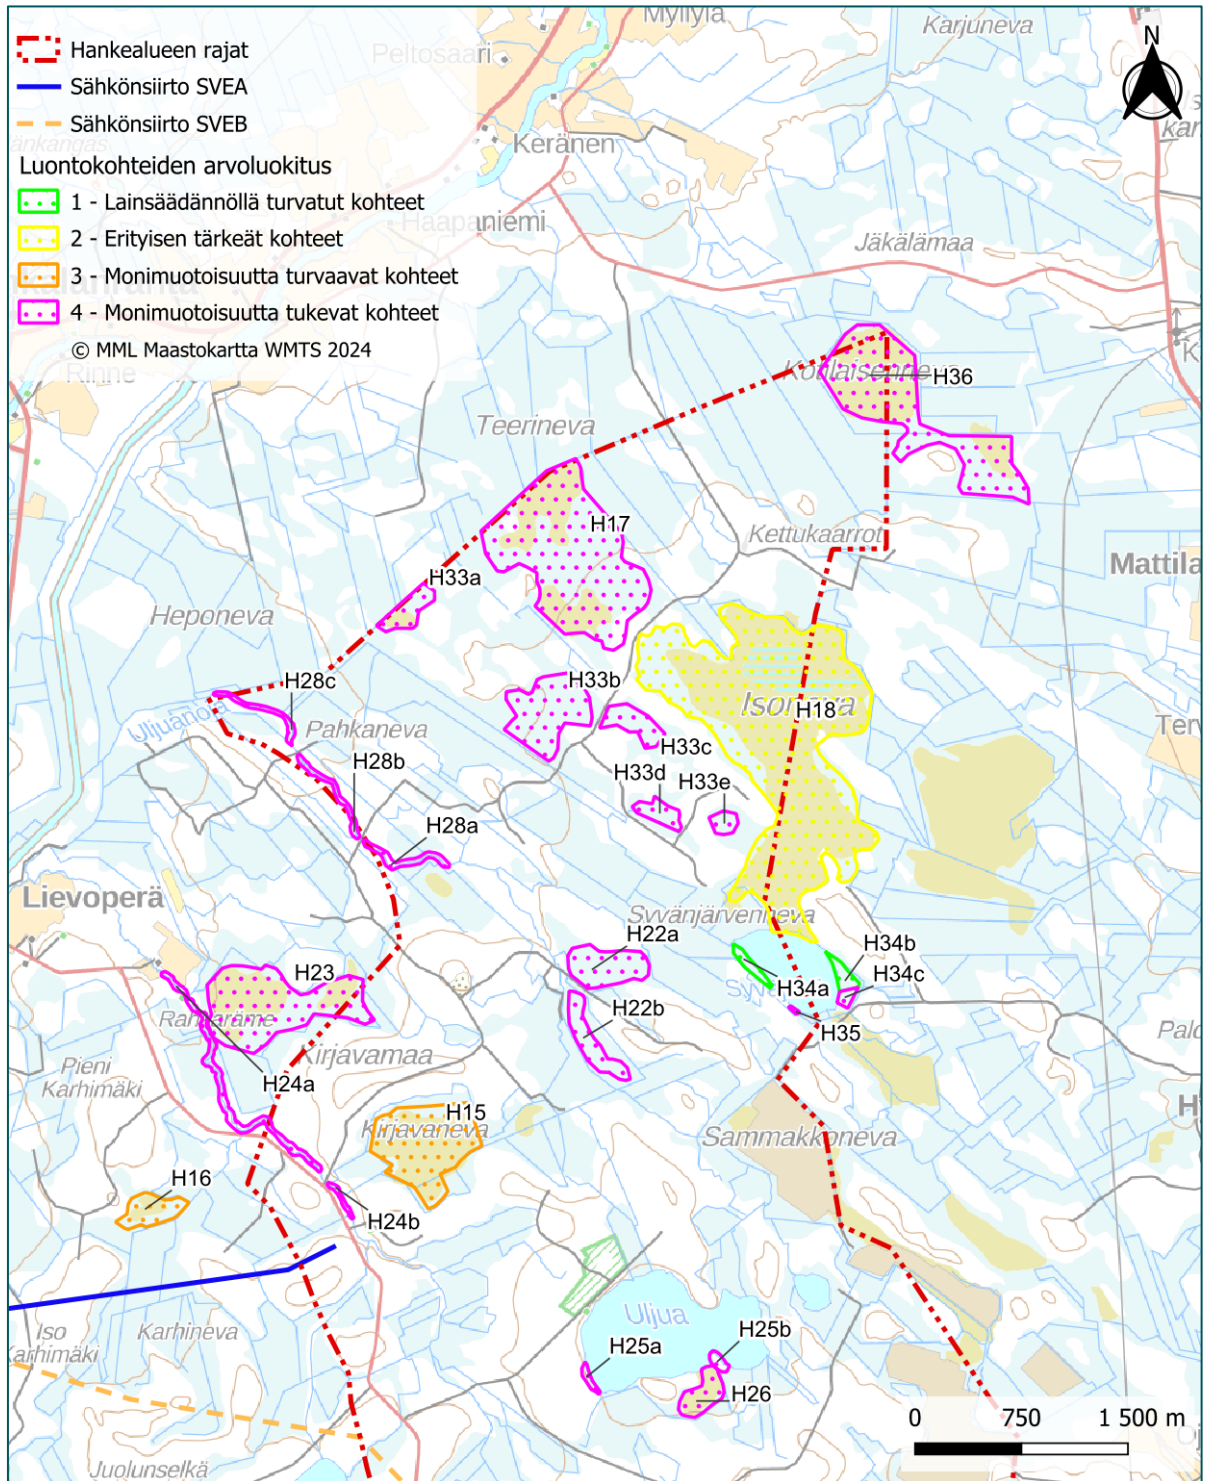 Hankealueen rajat
Sähkönsiirto SVEA
Sähkönsiirto SVEB
Luontokohteiden arvoluokitus
1 - Lainsäädännöllä turvatut kohteet
2 - Erityisen tärkeät kohteet
3 - Monimuotoisuutta turvaavat kohteet
4 - Monimuotoisuutta tukevat kohteet
© MML Maastokartta WMTS 2024
Myllylä
Karjuneva
N
Peltosaari
Keränen
Haapaniemi
Jäkälämaa
Rinne
H36
Teerineva
H17
Kettukaarrot
Mattila
H33a
Heponeva
H28c
H33b
Isoneva
H18
Pahkaneva
H33c
H28b
H33d
H33e
H28a
Lievoperä
Syvänjärvenneva
H22a
H34b
H23
H34c
H34a
H22b
H35
Kirjavamaa
Pieni
Karhimäki
H24a
H15
Kirjavaneva
Sammakkoneva
H16
H24b
Uljua
Iso
Karhimäki
Karhineva
H25b
H25a
H26
0 750 1 500 m
Juolunselkä